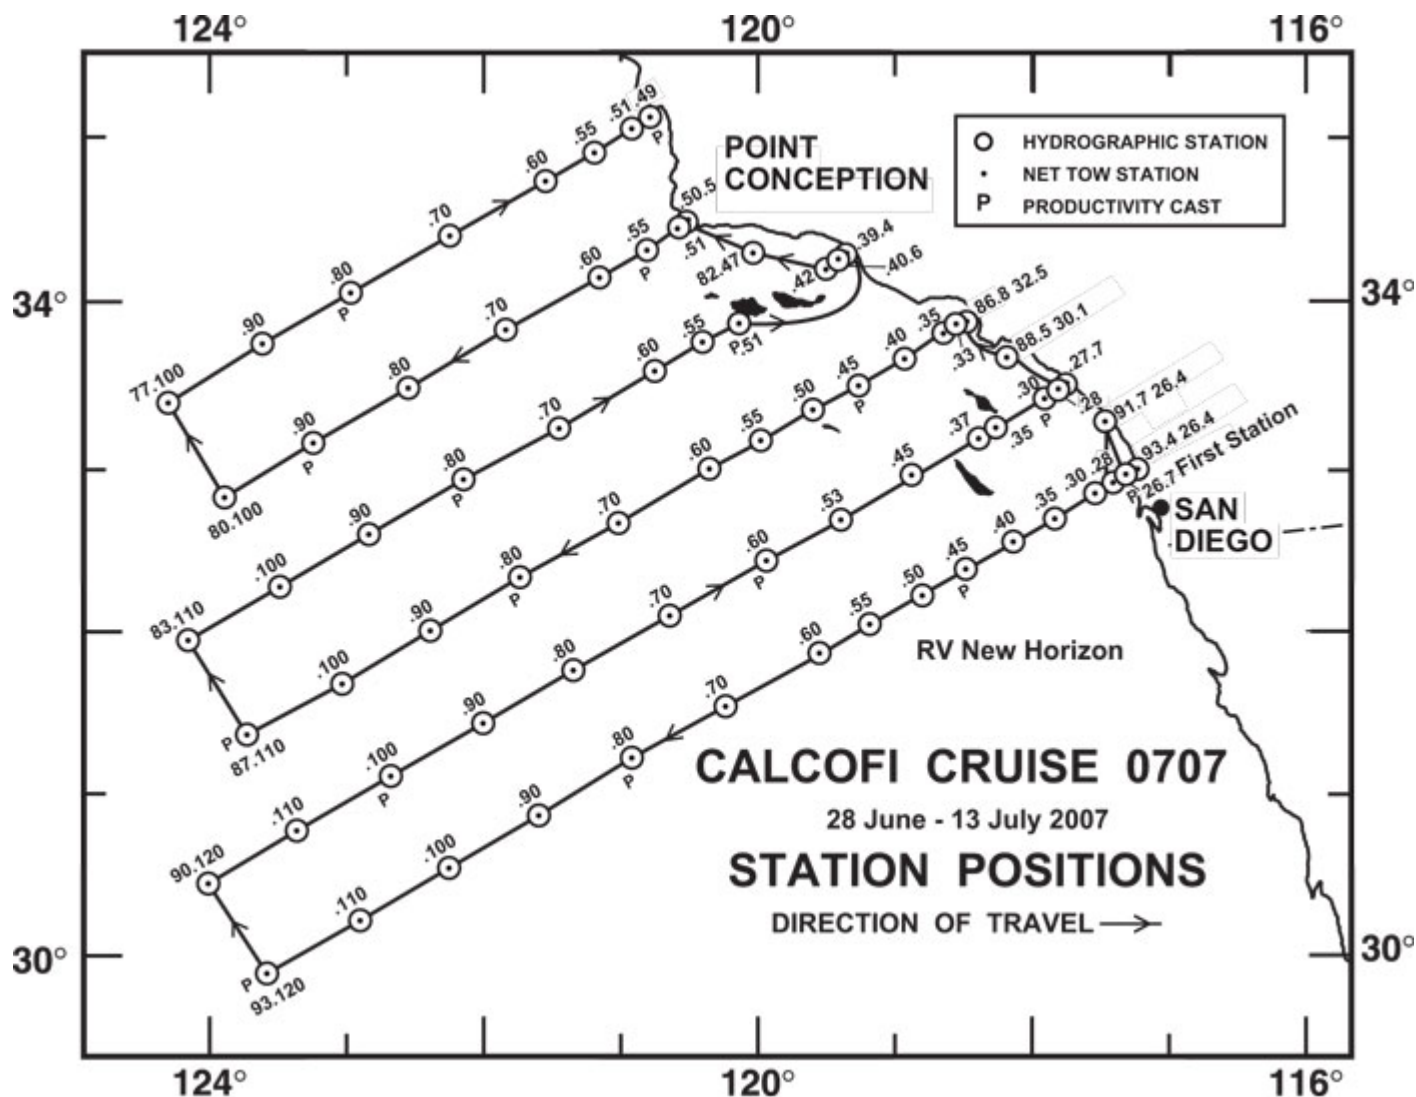 124° 120° 116°
.51 .49
.55
P
.60
.70
.80
P
.90
77.100
POINT
CONCEPTION
HYDROGRAPHIC STATION
NET TOW STATION
P PRODUCTIVITY CAST
.50.5
.51
.55
P
.60
.70
.80
.90
P
80.100
82.47
.42
.39.4
.40.6
34° 34°
P.51
.55
.60
.70
.80
P
.90
.100
83.110
86.8 32.5
88.5 30.1
.33
.35
.40
.45
P
.50
.55
.60
.70
.80
P
.90
.100
P
87.110
.27.7
.28
.30
P
.35
.37
.45
.53
.60
P
.70
.80
.90
.100
P
.110
90.120
91.7 26.4
93.4 26.4
First Station
P 26.7
.28
.30
.35
.40
.45
P
.50
.55
.60
.70
.80
P
.90
.100
.110
P
93.120
SAN
DIEGO
RV New Horizon
CALCOFI CRUISE 0707
28 June - 13 July 2007
STATION POSITIONS
DIRECTION OF TRAVEL
30° 30°
124° 120° 116°